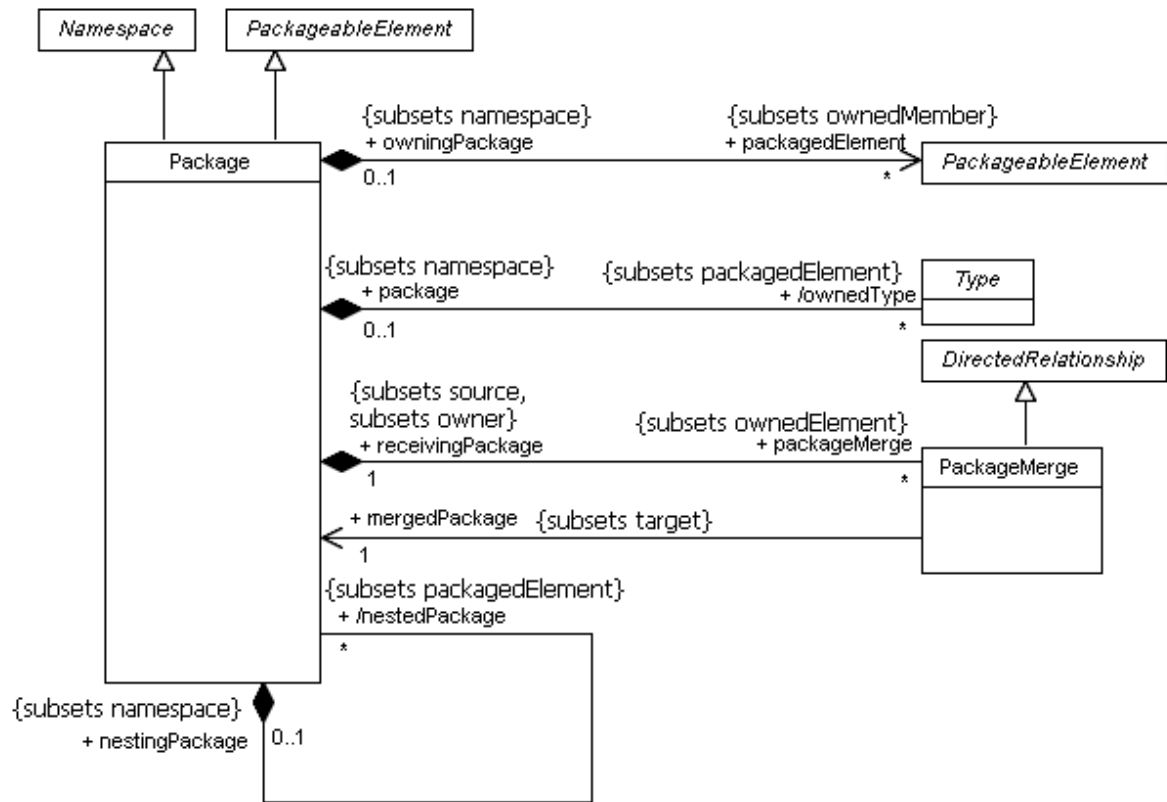 Namespace
PackageableElement
{subsets namespace}
{subsets ownedMember}
+ owningPackage
+ packagedElement
Package
PackageableElement
0..1
*
{subsets namespace}
{subsets packagedElement}
+ package
+ /ownedType
Type
0..1
*
DirectedRelationship
{subsets source,
subsets owner}
{subsets ownedElement}
+ receivingPackage
+ packageMerge
PackageMerge
1
*
+ mergedPackage
{subsets target}
1
{subsets packagedElement}
+ /nestedPackage
*
{subsets namespace}
+ nestingPackage
0..1